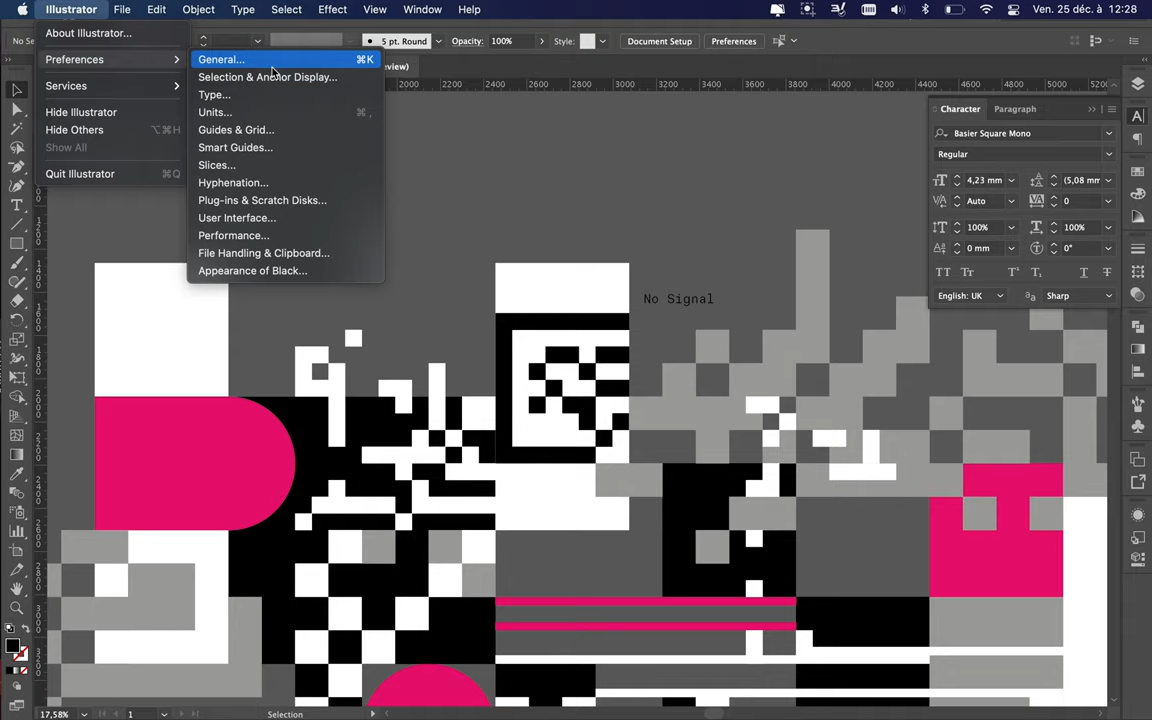 Illustrator File Edit Object Type Select Effect View Window Help
Ven. 25 déc. à 12:28
About Illustrator...
Preferences
Services
Hide Illustrator
Hide Others ⌥⌘H
Show All
Quit Illustrator ⌘Q
General... ⌘K
Selection & Anchor Display...
Type...
Units... ⌘ ,
Guides & Grid...
Smart Guides...
Slices...
Hyphenation...
Plug-ins & Scratch Disks...
User Interface...
Performance...
File Handling & Clipboard...
Appearance of Black...
No Se
5 pt. Round
Opacity: 100%
Style:
Document Setup
Preferences
eview)
2000 2200 2400 2600 2800 3000 3200 3400 3600 3800 4000 4200 4400 4600 4800 5000 5200
Character Paragraph
Basier Square Mono
Regular
4,23 mm (5,08 mm
Auto 0
100% 100%
0 mm 0°
English: UK Sharp
No Signal
17,58% 1 Selection